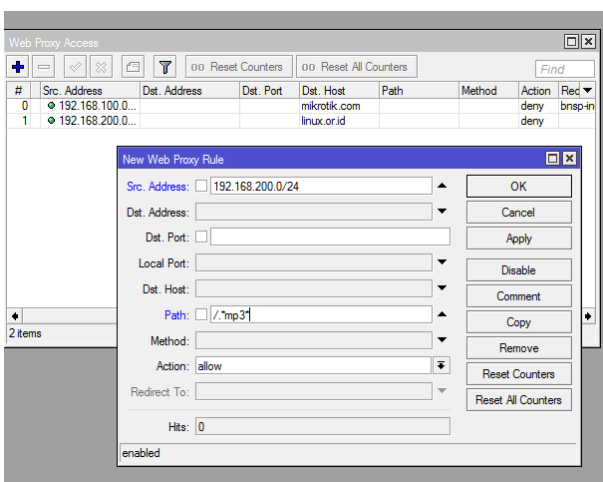 Web Proxy Access
00 Reset Counters 00 Reset All Counters Find
# Src. Address Dst. Address Dst. Port Dst. Host Path Method Action Red
0 192.168.100.0... mikrotik.com deny bnsp-in
1 192.168.200.0... linux.or.id deny
New Web Proxy Rule
Src. Address: 192.168.200.0/24 OK
Dst. Address: Cancel
Dst. Port: Apply
Local Port: Disable
Dst. Host: Comment
Path: /.*mp3* Copy
Method: Remove
Action: allow Reset Counters
Redirect To: Reset All Counters
Hits: 0
enabled
2 items